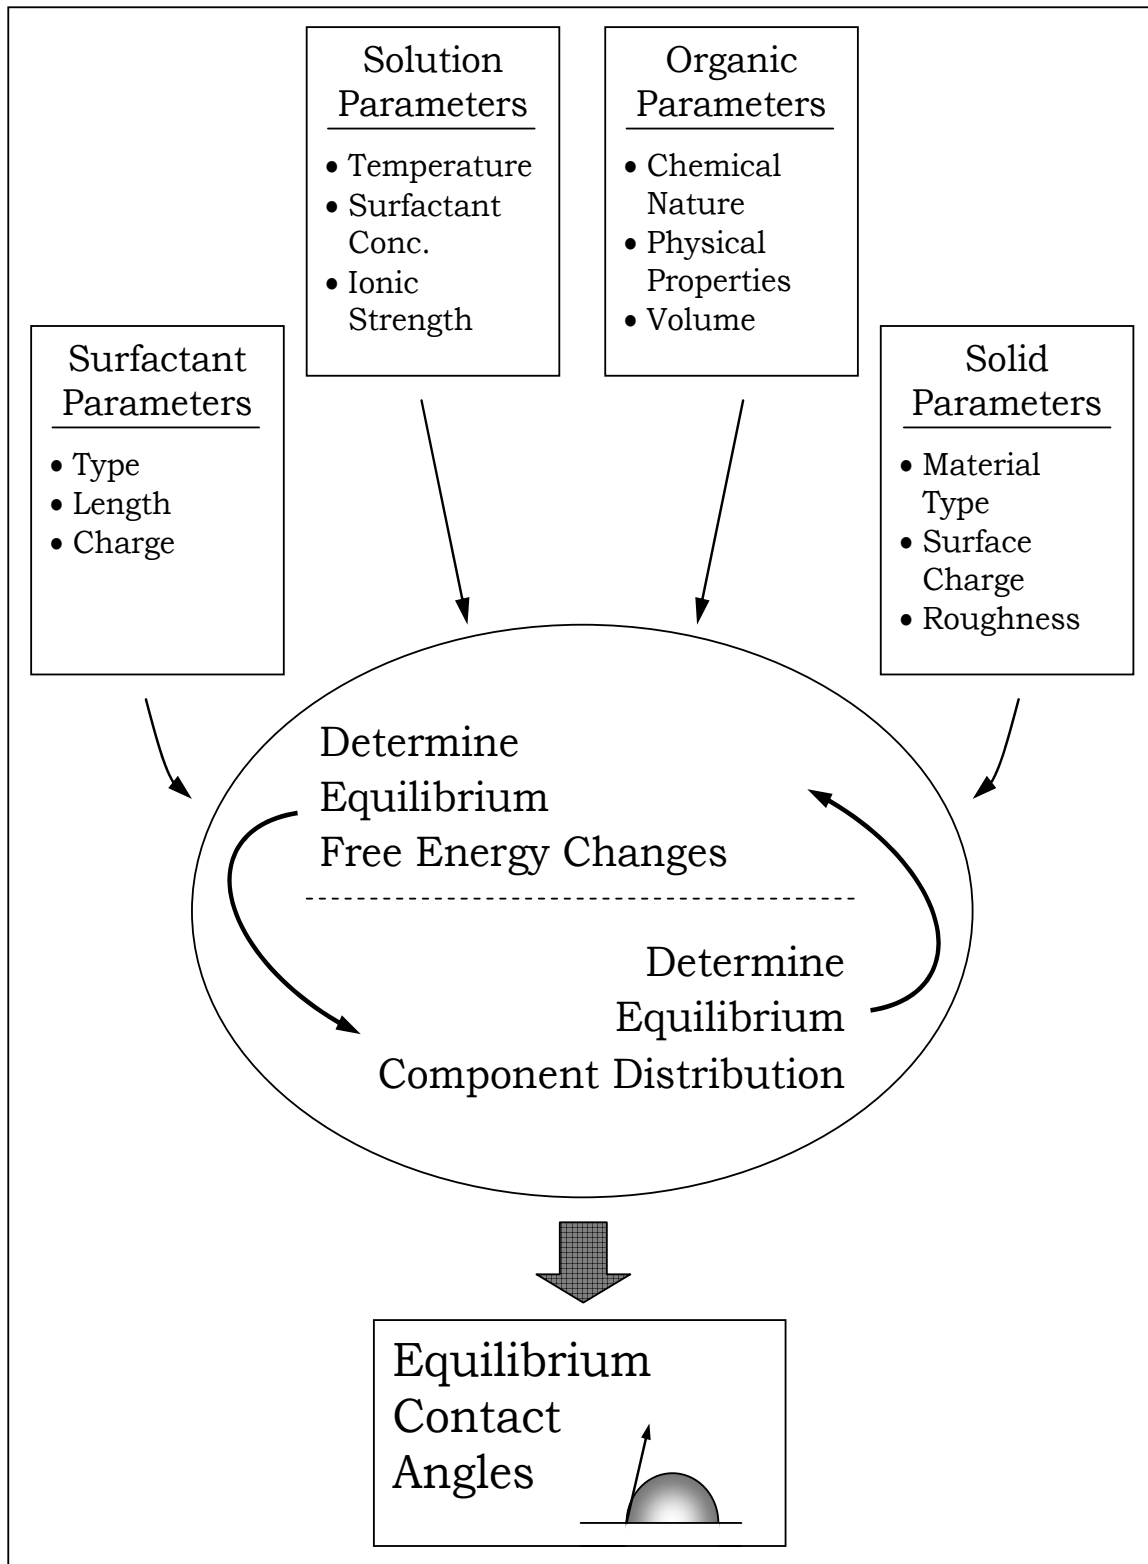 Solution
Parameters
• Temperature
• Surfactant
Conc.
• Ionic
Strength
Organic
Parameters
• Chemical
Nature
• Physical
Properties
• Volume
Surfactant
Parameters
• Type
• Length
• Charge
Solid
Parameters
• Material
Type
• Surface
Charge
• Roughness
Determine
Equilibrium
Free Energy Changes
Determine
Equilibrium
Component Distribution
Equilibrium
Contact
Angles